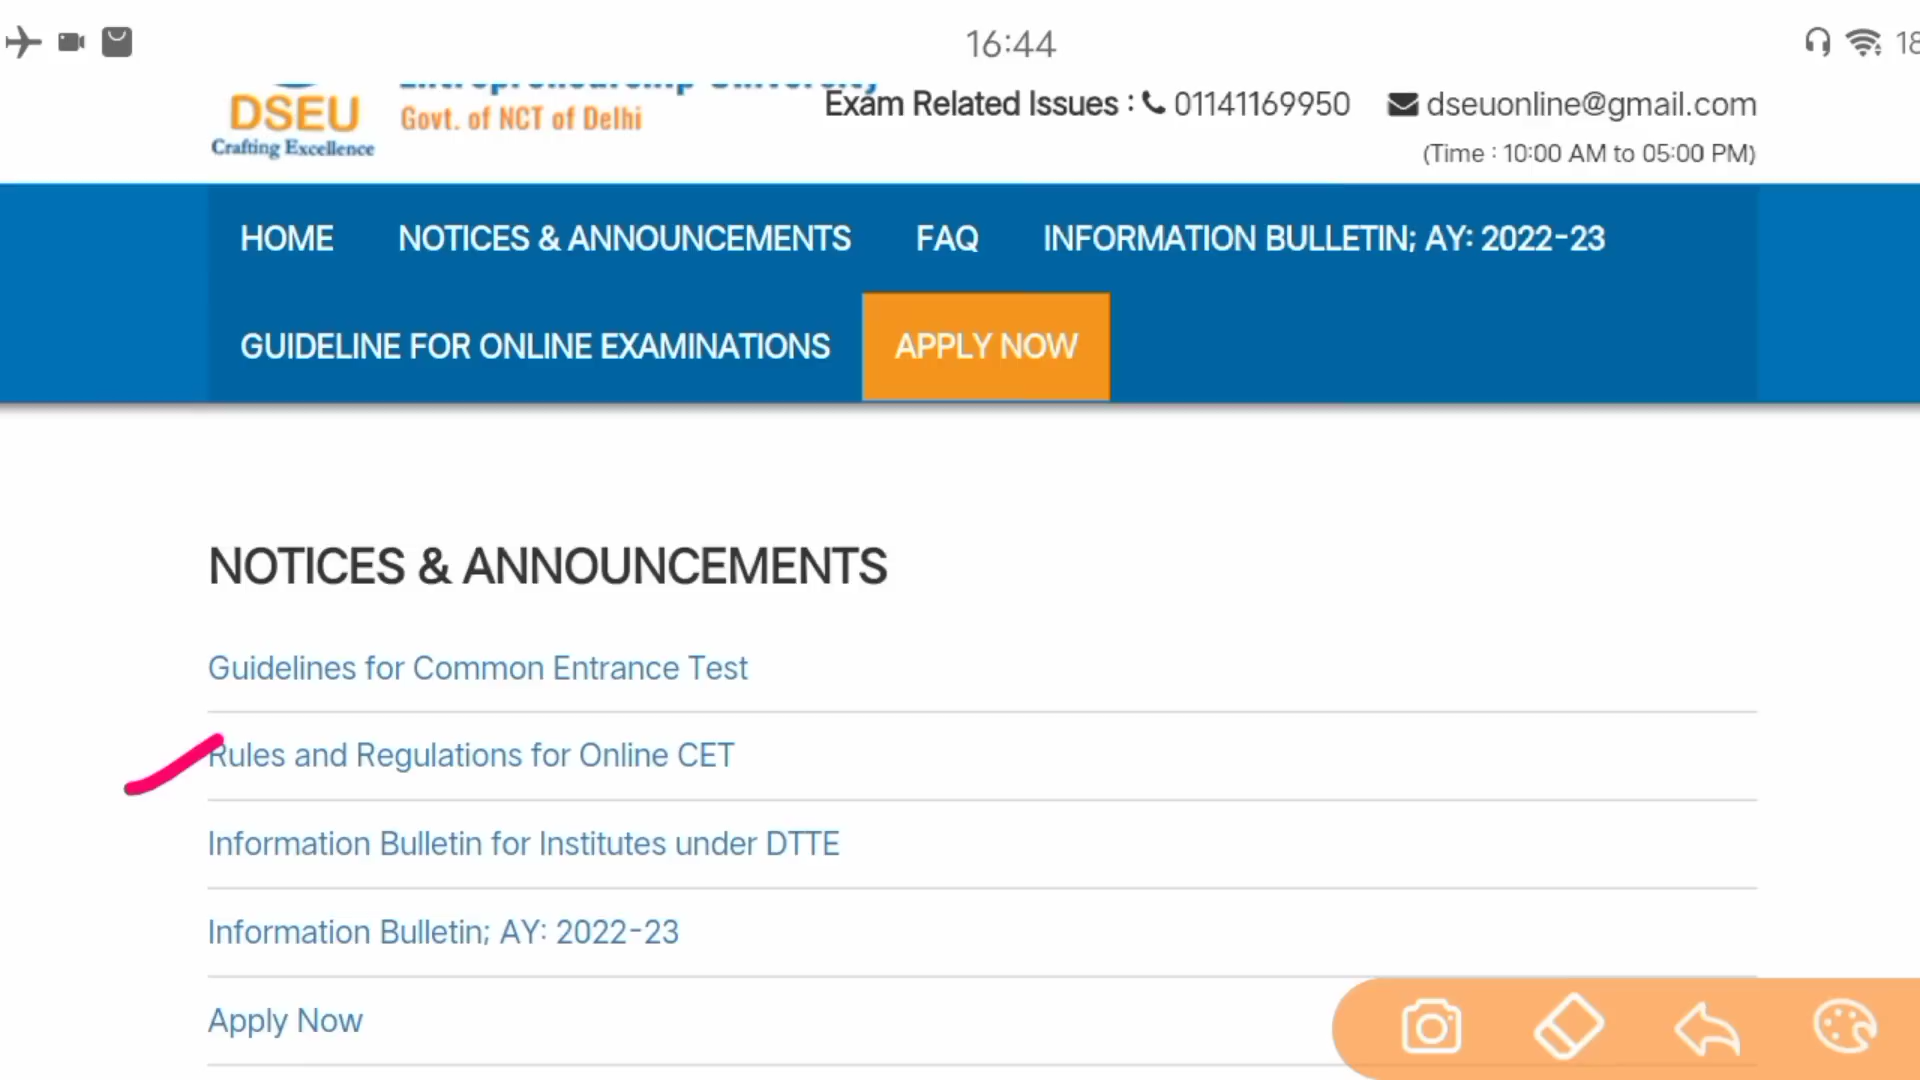 16:44
18
Entrepreneurship University
DSEU
Govt. of NCT of Delhi
Crafting Excellence
Exam Related Issues : 01141169950 dseuonline@gmail.com
(Time : 10:00 AM to 05:00 PM)
HOME NOTICES & ANNOUNCEMENTS FAQ INFORMATION BULLETIN; AY: 2022-23
GUIDELINE FOR ONLINE EXAMINATIONS APPLY NOW
NOTICES & ANNOUNCEMENTS
Guidelines for Common Entrance Test
Rules and Regulations for Online CET
Information Bulletin for Institutes under DTTE
Information Bulletin; AY: 2022-23
Apply Now